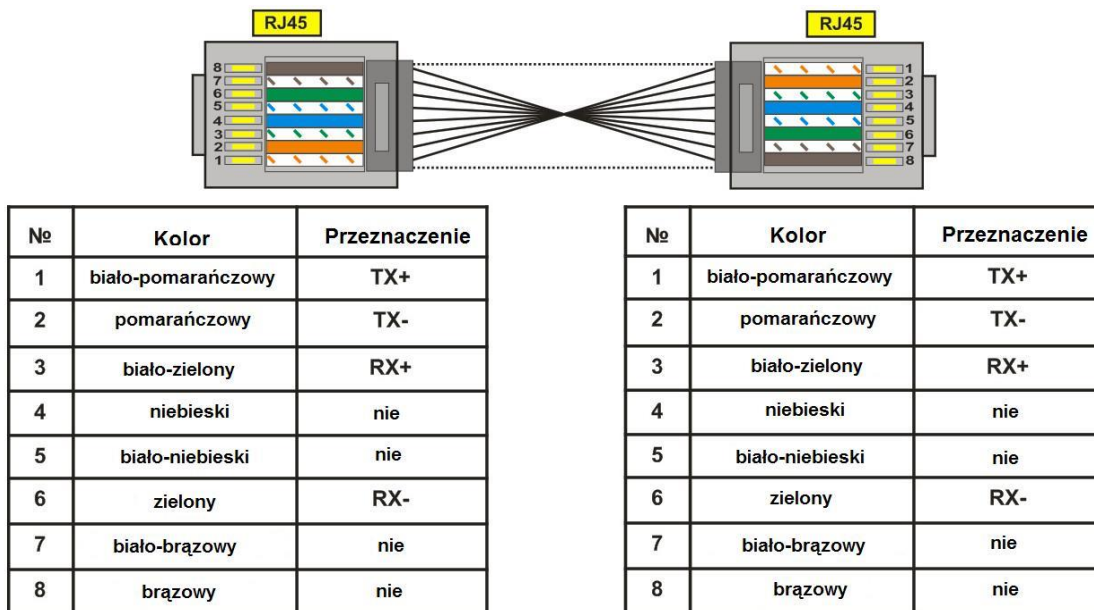 RJ45
RJ45
8
7
6
5
4
3
2
1
1
2
3
4
5
6
7
8
№ Kolor Przeznaczenie
1 biało-pomarańczowy TX+
2 pomarańczowy TX-
3 biało-zielony RX+
4 niebieski nie
5 biało-niebieski nie
6 zielony RX-
7 biało-brązowy nie
8 brązowy nie
№ Kolor Przeznaczenie
1 biało-pomarańczowy TX+
2 pomarańczowy TX-
3 biało-zielony RX+
4 niebieski nie
5 biało-niebieski nie
6 zielony RX-
7 biało-brązowy nie
8 brązowy nie